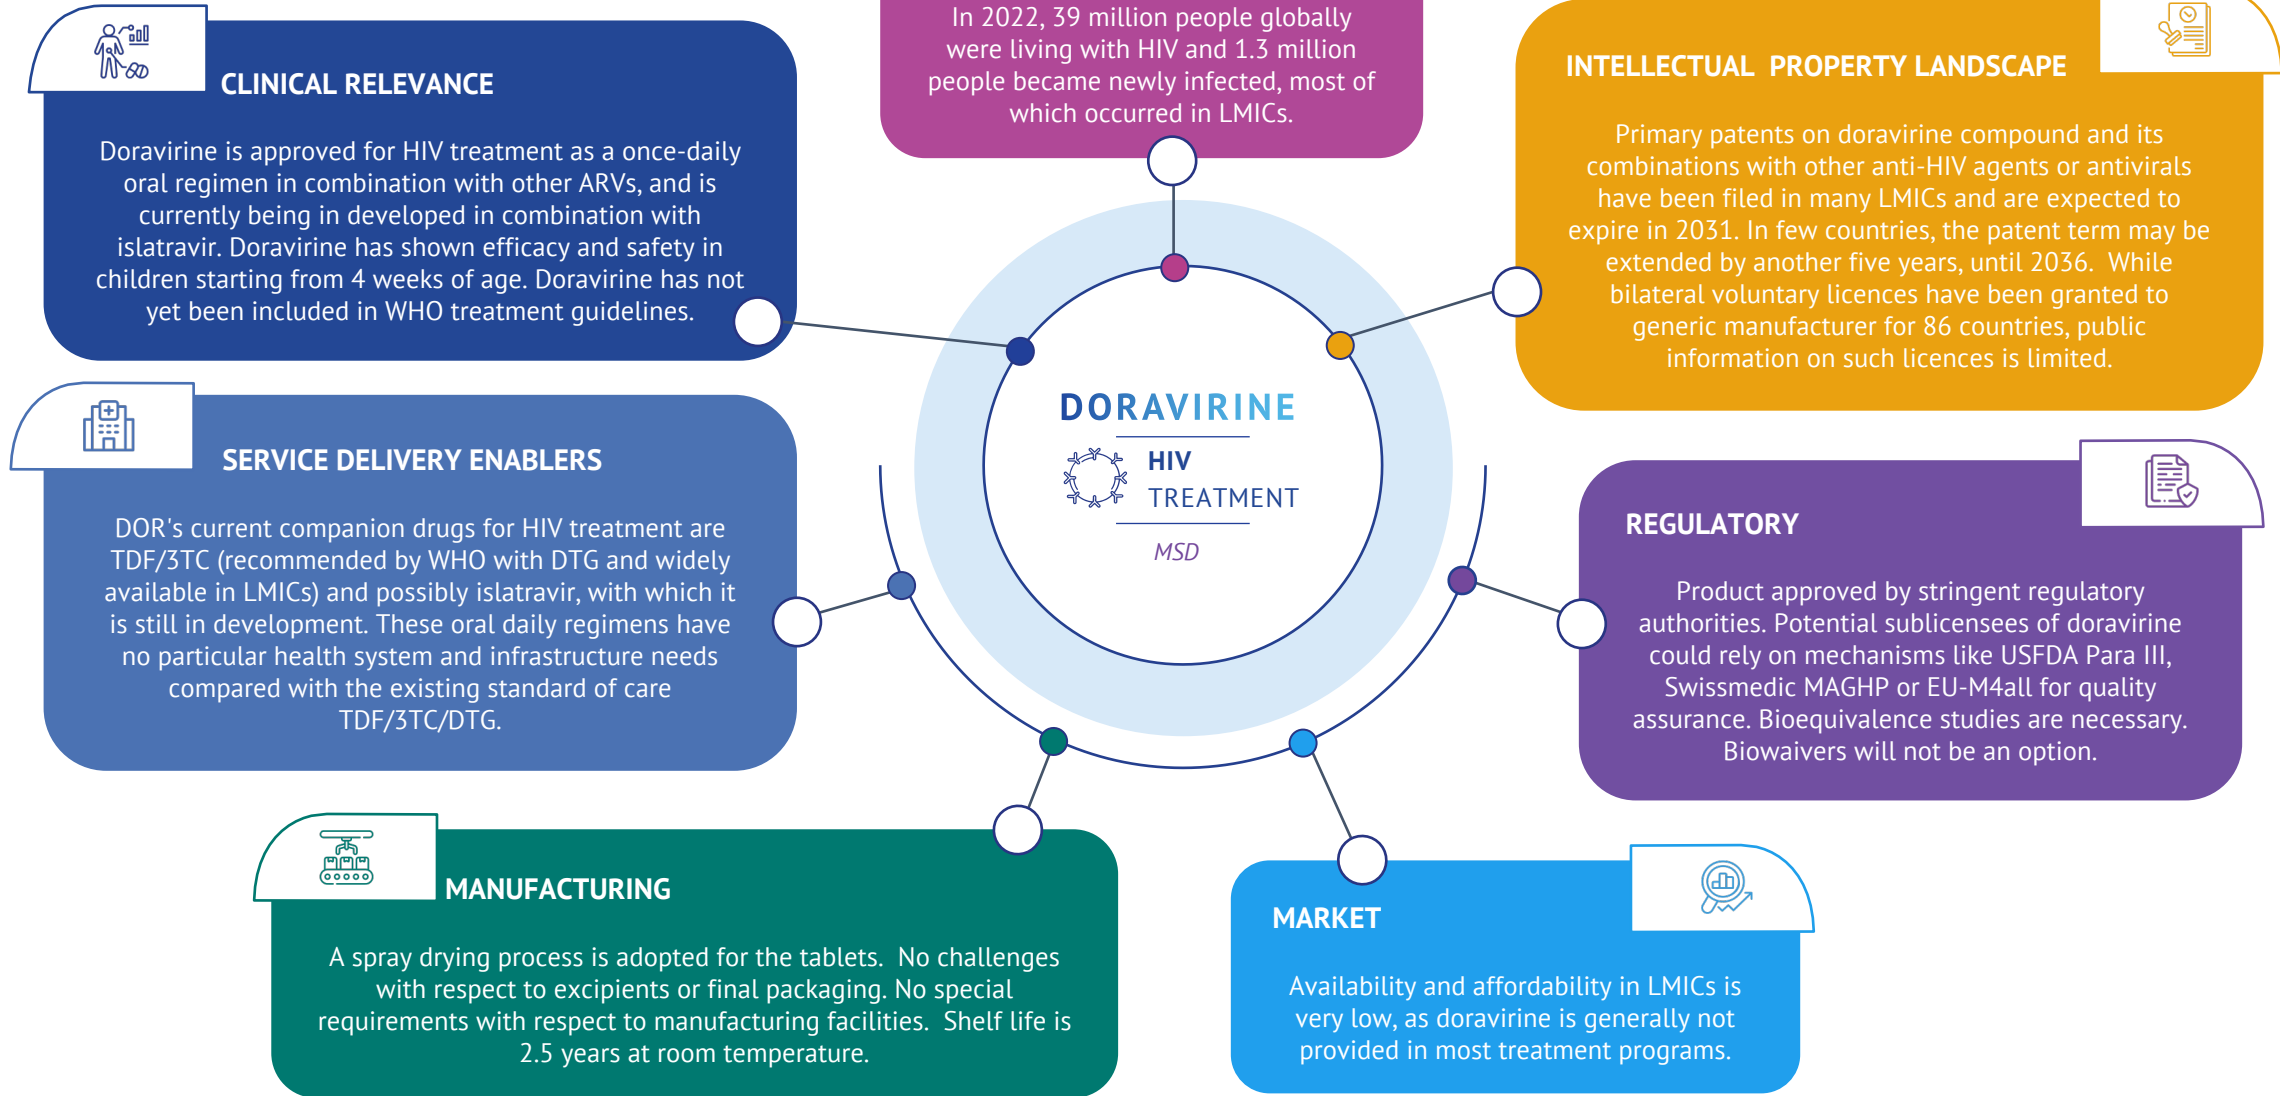 In 2022, 39 million people globally
were living with HIV and 1.3 million
people became newly infected, most of
which occurred in LMICs.
CLINICAL RELEVANCE
Doravirine is approved for HIV treatment as a once-daily
oral regimen in combination with other ARVs, and is
currently being in developed in combination with
islatravir. Doravirine has shown efficacy and safety in
children starting from 4 weeks of age. Doravirine has not
yet been included in WHO treatment guidelines.
INTELLECTUAL PROPERTY LANDSCAPE
Primary patents on doravirine compound and its
combinations with other anti-HIV agents or antivirals
have been filed in many LMICs and are expected to
expire in 2031. In few countries, the patent term may be
extended by another five years, until 2036. While
bilateral voluntary licences have been granted to
generic manufacturer for 86 countries, public
information on such licences is limited.
DORAVIRINE
HIV
TREATMENT
MSD
SERVICE DELIVERY ENABLERS
DOR's current companion drugs for HIV treatment are
TDF/3TC (recommended by WHO with DTG and widely
available in LMICs) and possibly islatravir, with which it
is still in development. These oral daily regimens have
no particular health system and infrastructure needs
compared with the existing standard of care
TDF/3TC/DTG.
REGULATORY
Product approved by stringent regulatory
authorities. Potential sublicensees of doravirine
could rely on mechanisms like USFDA Para III,
Swissmedic MAGHP or EU-M4all for quality
assurance. Bioequivalence studies are necessary.
Biowaivers will not be an option.
MANUFACTURING
A spray drying process is adopted for the tablets. No challenges
with respect to excipients or final packaging. No special
requirements with respect to manufacturing facilities. Shelf life is
2.5 years at room temperature.
MARKET
Availability and affordability in LMICs is
very low, as doravirine is generally not
provided in most treatment programs.